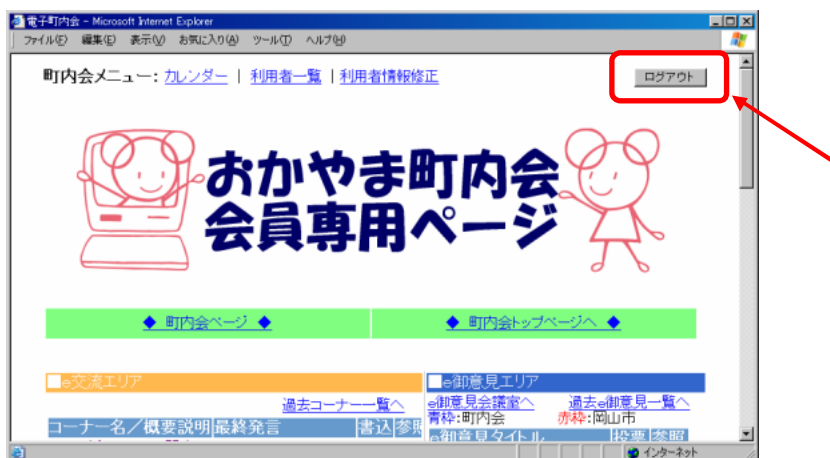 電子町内会 - Microsoft Internet Explorer
ファイル(F) 編集(E) 表示(V) お気に入り(A) ツール(T) ヘルプ(H)
町内会メニュー: カレンダー | 利用者一覧 | 利用者情報修正
ログアウト
おかやま町内会
会員専用ページ
◆ 町内会ページ ◆
◆ 町内会トップページへ ◆
■e交流エリア
過去コーナー一覧へ
コーナー名/概要説明 最終発言 書込 参照
■e御意見エリア
e御意見会議室へ 過去e御意見一覧へ
青枠:町内会 赤枠:岡山市
e御意見タイトル 投票 参照
インターネット